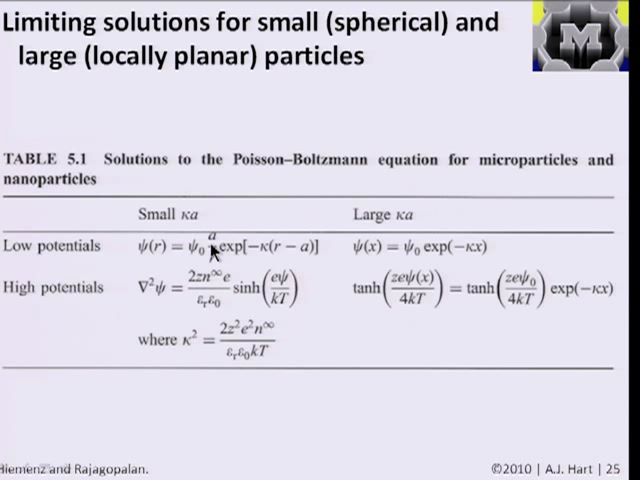 Limiting solutions for small (spherical) and
large (locally planar) particles
M
TABLE 5.1 Solutions to the Poisson–Boltzmann equation for microparticles and
nanoparticles
Small κa Large κa
Low potentials ψ(r) = ψ₀ a exp[−κ(r − a)] ψ(x) = ψ₀ exp(−κx)
High potentials ∇²ψ = 2zn^∞e / ε_rε₀ sinh(eψ / kT) tanh(zeψ(x) / 4kT) = tanh(zeψ₀ / 4kT) exp(−κx)
where κ² = 2z²e²n^∞ / ε_rε₀kT
Hiemenz and Rajagopalan. ©2010 | A.J. Hart | 25